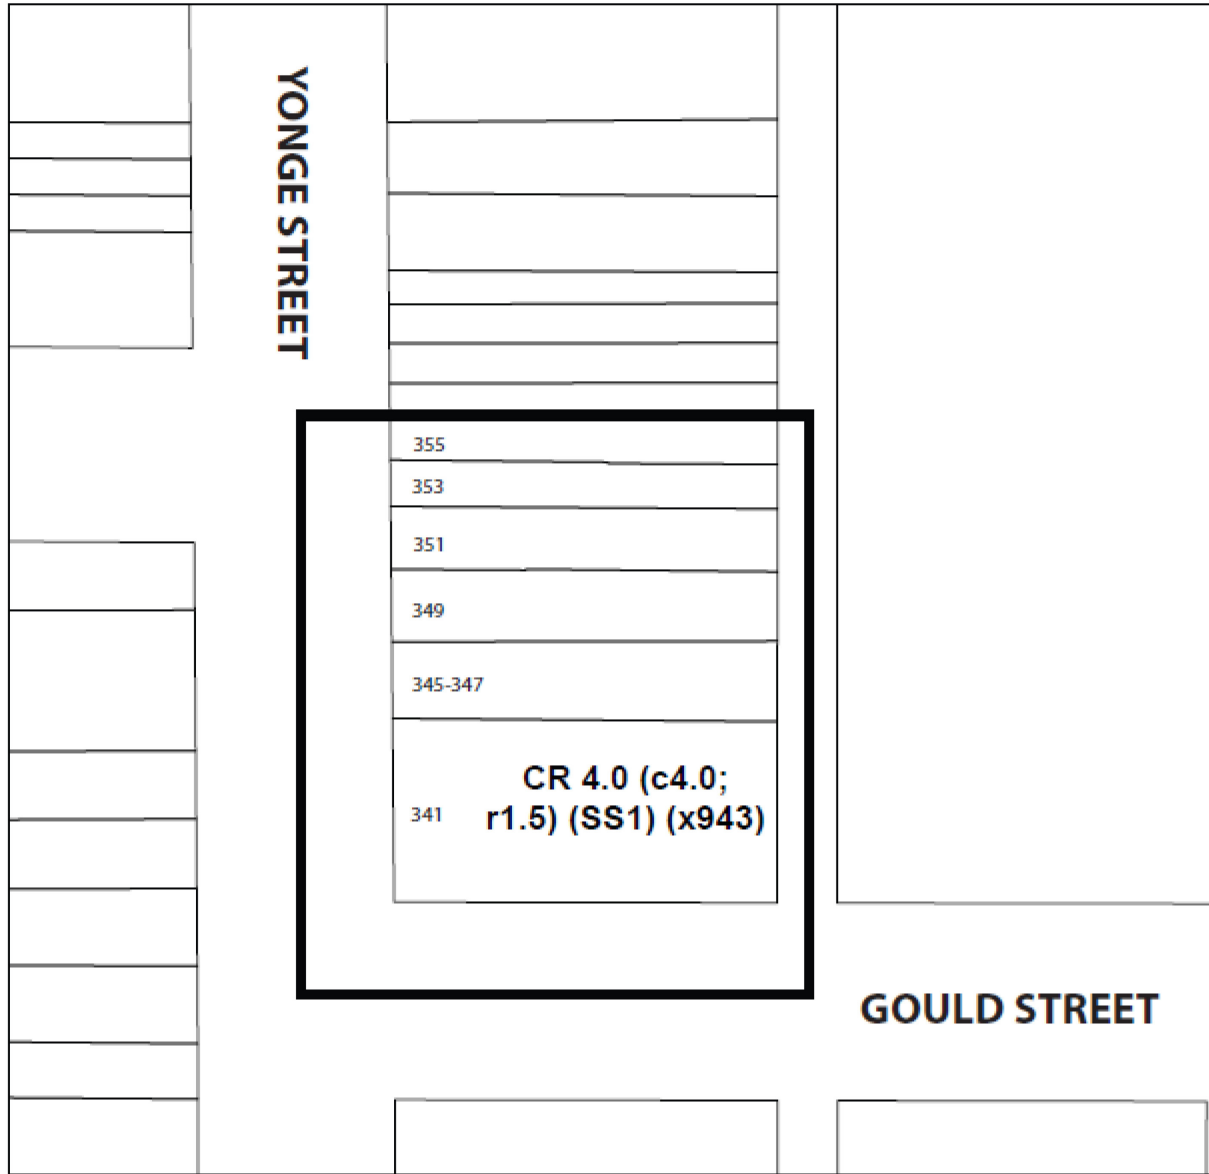 YONGE STREET
355
353
351
349
345-347
341
CR 4.0 (c4.0;
r1.5) (SS1) (x943)
GOULD STREET